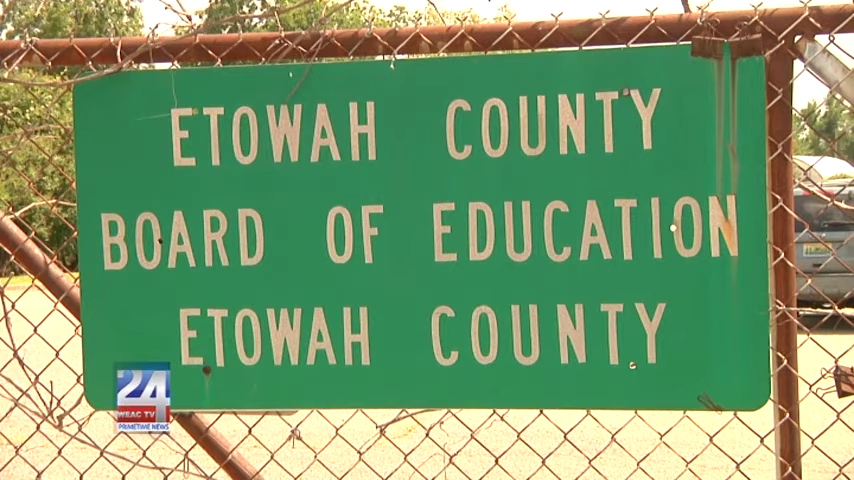 ETOWAH COUNTY
BOARD OF EDUCATION
ETOWAH COUNTY
24
WEAC TV
PRIMETIME NEWS